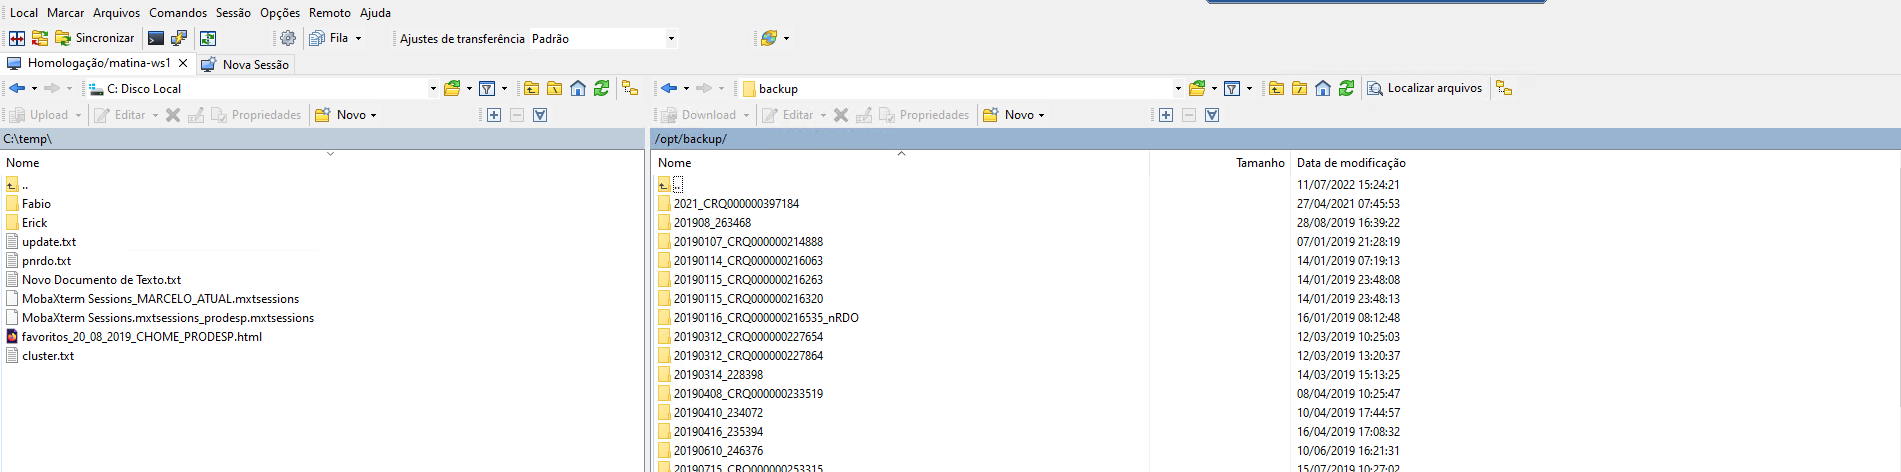 Local Marcar Arquivos Comandos Sessão Opções Remoto Ajuda
Sincronizar Fila Ajustes de transferência Padrão
Homologação/matina-ws1 Nova Sessão
C: Disco Local backup Localizar arquivos
Upload Editar Propriedades Novo Download Editar Propriedades Novo
C:\temp\ /opt/backup/
Nome Nome Tamanho Data de modificação
.. .. 11/07/2022 15:24:21
Fabio 2021_CRQ000000397184 27/04/2021 07:45:53
Erick 201908_263468 28/08/2019 16:39:22
update.txt 20190107_CRQ000000214888 07/01/2019 21:28:19
pnrdo.txt 20190114_CRQ000000216063 14/01/2019 07:19:13
Novo Documento de Texto.txt 20190115_CRQ000000216263 14/01/2019 23:48:08
MobaXterm Sessions_MARCELO_ATUAL.mxtsessions 20190115_CRQ000000216320 14/01/2019 23:48:13
MobaXterm Sessions.mxtsessions_prodesp.mxtsessions 20190116_CRQ000000216535_nRDO 16/01/2019 08:12:48
favoritos_20_08_2019_CHOME_PRODESP.html 20190312_CRQ000000227654 12/03/2019 10:25:03
cluster.txt 20190312_CRQ000000227864 12/03/2019 13:20:37
20190314_228398 14/03/2019 15:13:25
20190408_CRQ000000233519 08/04/2019 10:25:47
20190410_234072 10/04/2019 17:44:57
20190416_235394 16/04/2019 17:08:32
20190610_246376 10/06/2019 16:21:31
20190715_CRQ000000253315 15/07/2019 10:27:02